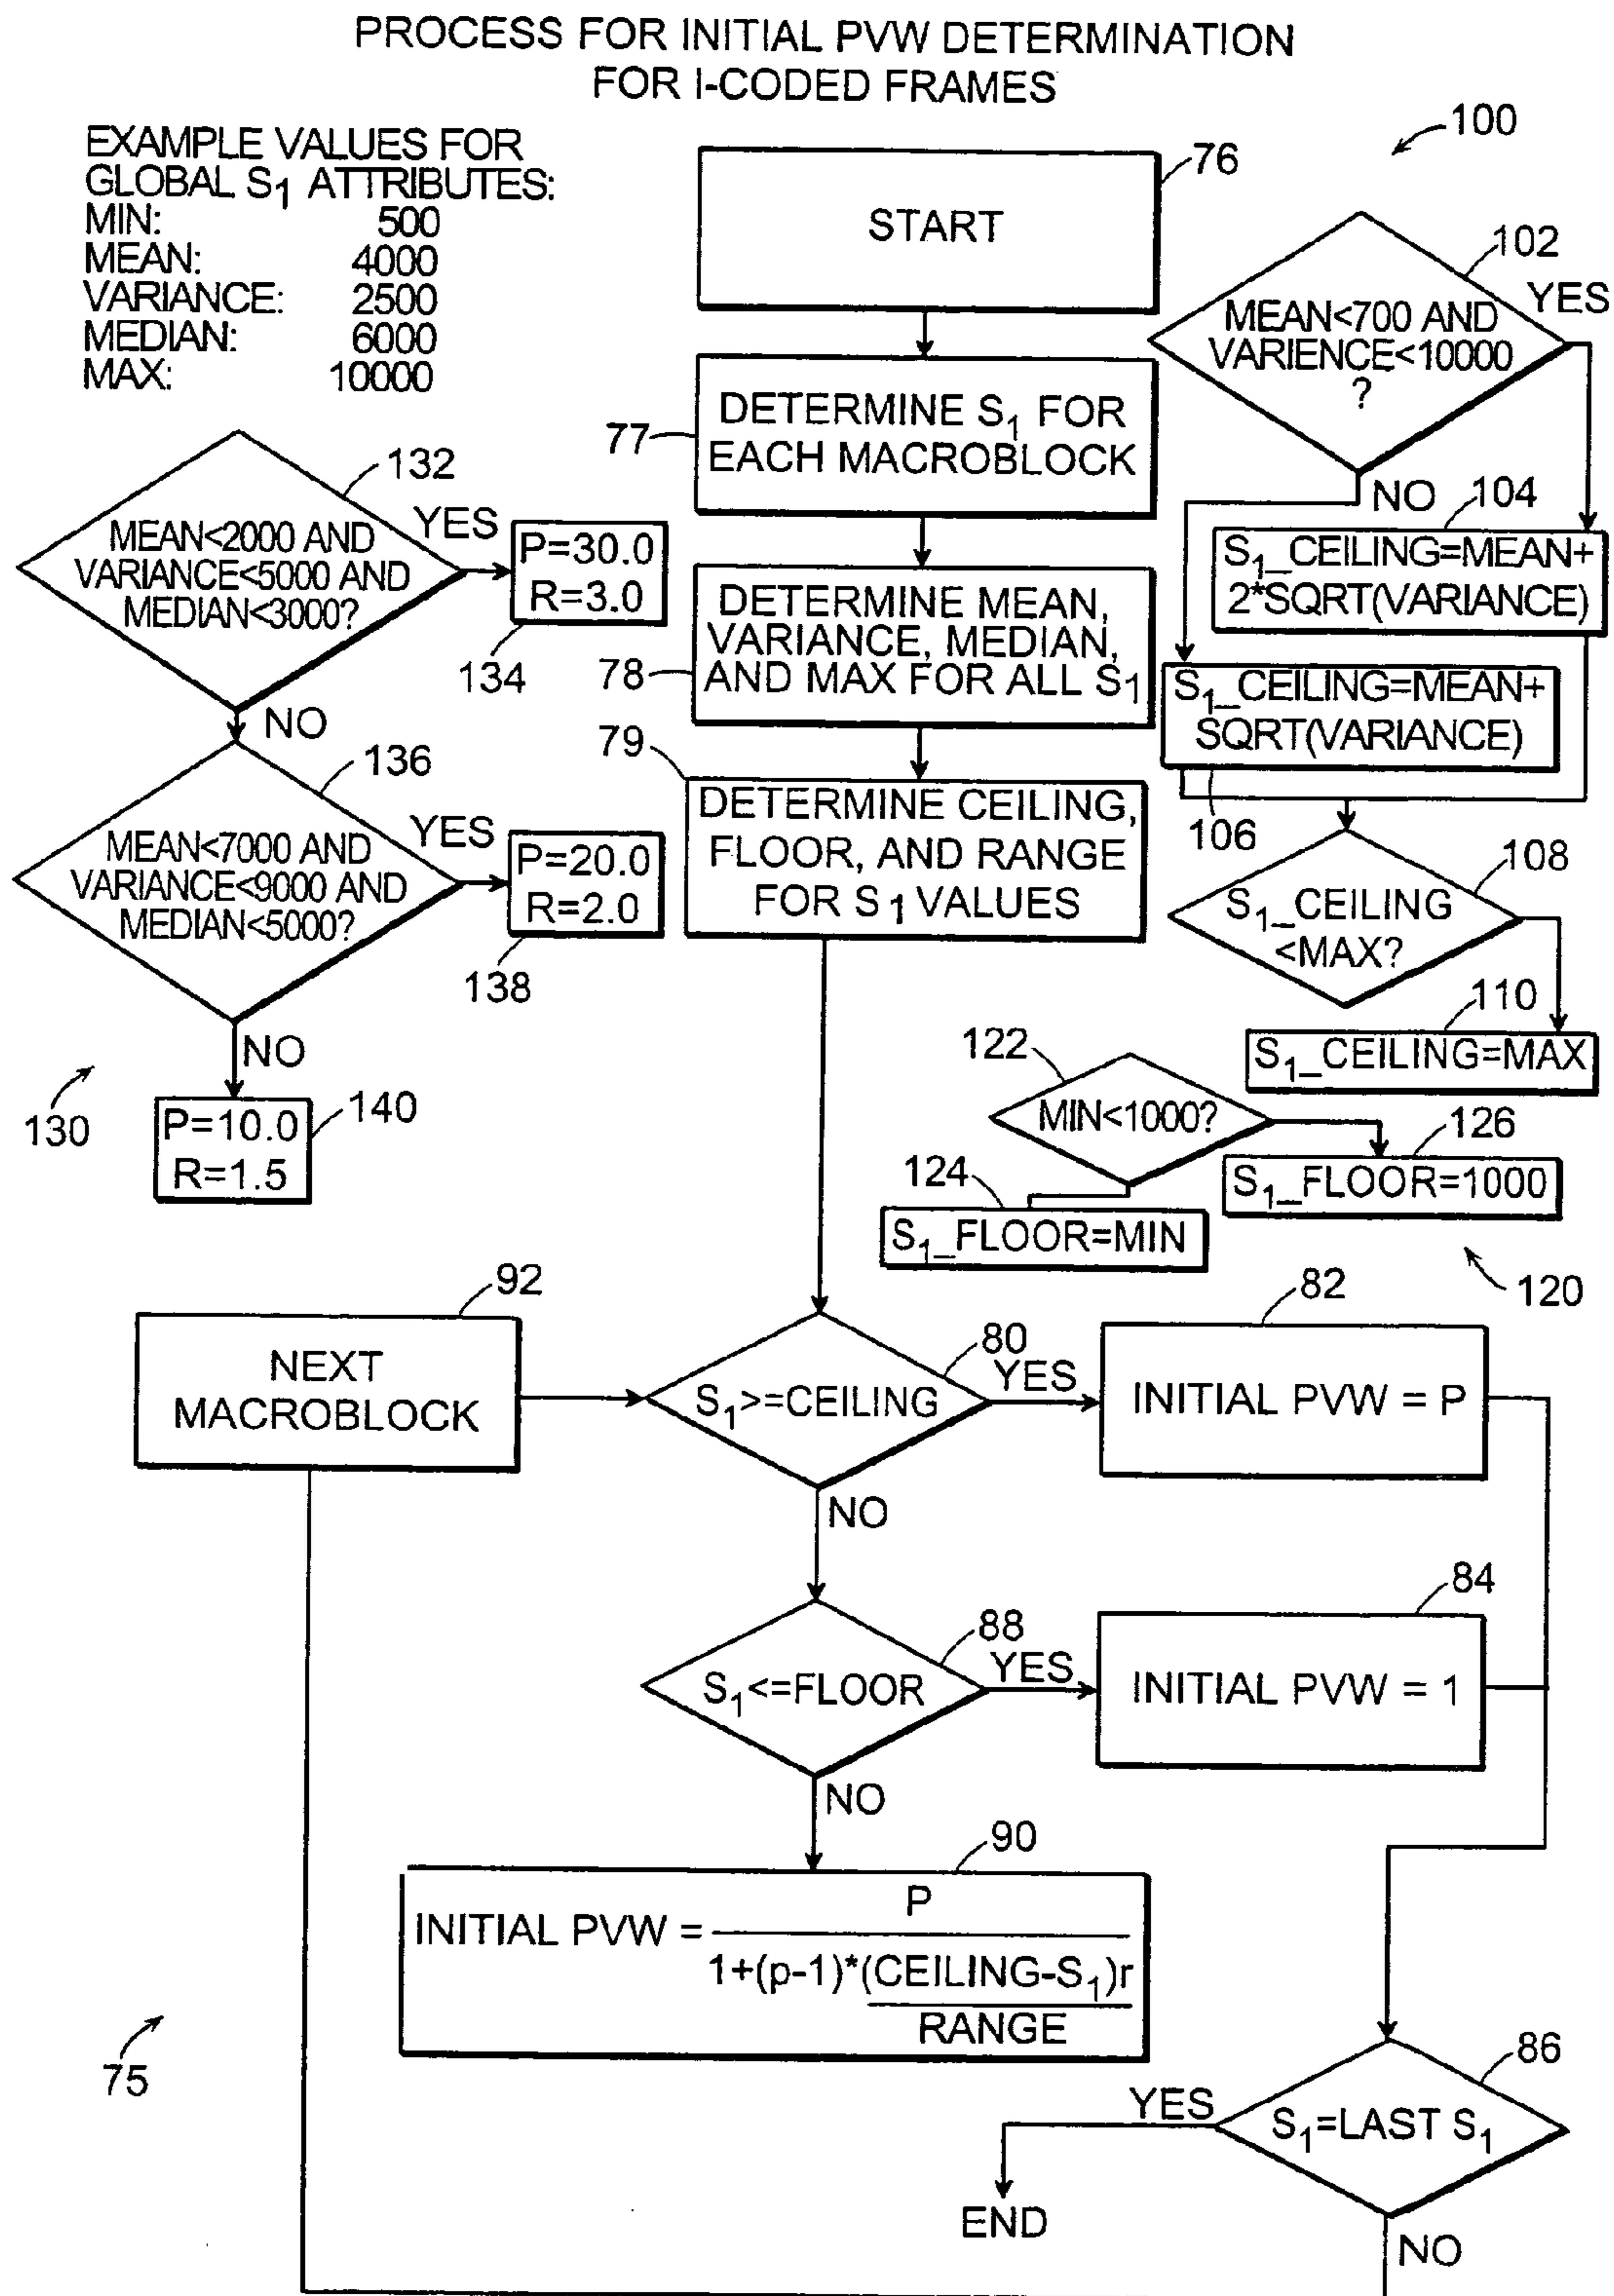 PROCESS FOR INITIAL PVW DETERMINATION
FOR I-CODED FRAMES
EXAMPLE VALUES FOR
GLOBAL S1 ATTRIBUTES:
MIN: 500
MEAN: 4000
VARIANCE: 2500
MEDIAN: 6000
MAX: 10000
100
76
START
102
MEAN<700 AND
VARIENCE<10000
?
YES
NO
77
DETERMINE S1 FOR
EACH MACROBLOCK
104
S1_CEILING=MEAN+
2*SQRT(VARIANCE)
132
MEAN<2000 AND
VARIANCE<5000 AND
MEDIAN<3000?
YES
P=30.0
R=3.0
134
NO
78
DETERMINE MEAN,
VARIANCE, MEDIAN,
AND MAX FOR ALL S1
S1_CEILING=MEAN+
SQRT(VARIANCE)
106
136
MEAN<7000 AND
VARIANCE<9000 AND
MEDIAN<5000?
YES
P=20.0
R=2.0
138
NO
79
DETERMINE CEILING,
FLOOR, AND RANGE
FOR S1 VALUES
108
S1_CEILING
<MAX?
110
S1_CEILING=MAX
130
P=10.0
R=1.5
140
122
MIN<1000?
126
S1_FLOOR=1000
124
S1_FLOOR=MIN
120
92
NEXT
MACROBLOCK
80
S1>=CEILING
YES
82
INITIAL PVW = P
NO
88
S1<=FLOOR
YES
84
INITIAL PVW = 1
NO
90
P
INITIAL PVW =
1+(p-1)*(CEILING-S1)r
RANGE
75
86
S1=LAST S1
YES
END
NO